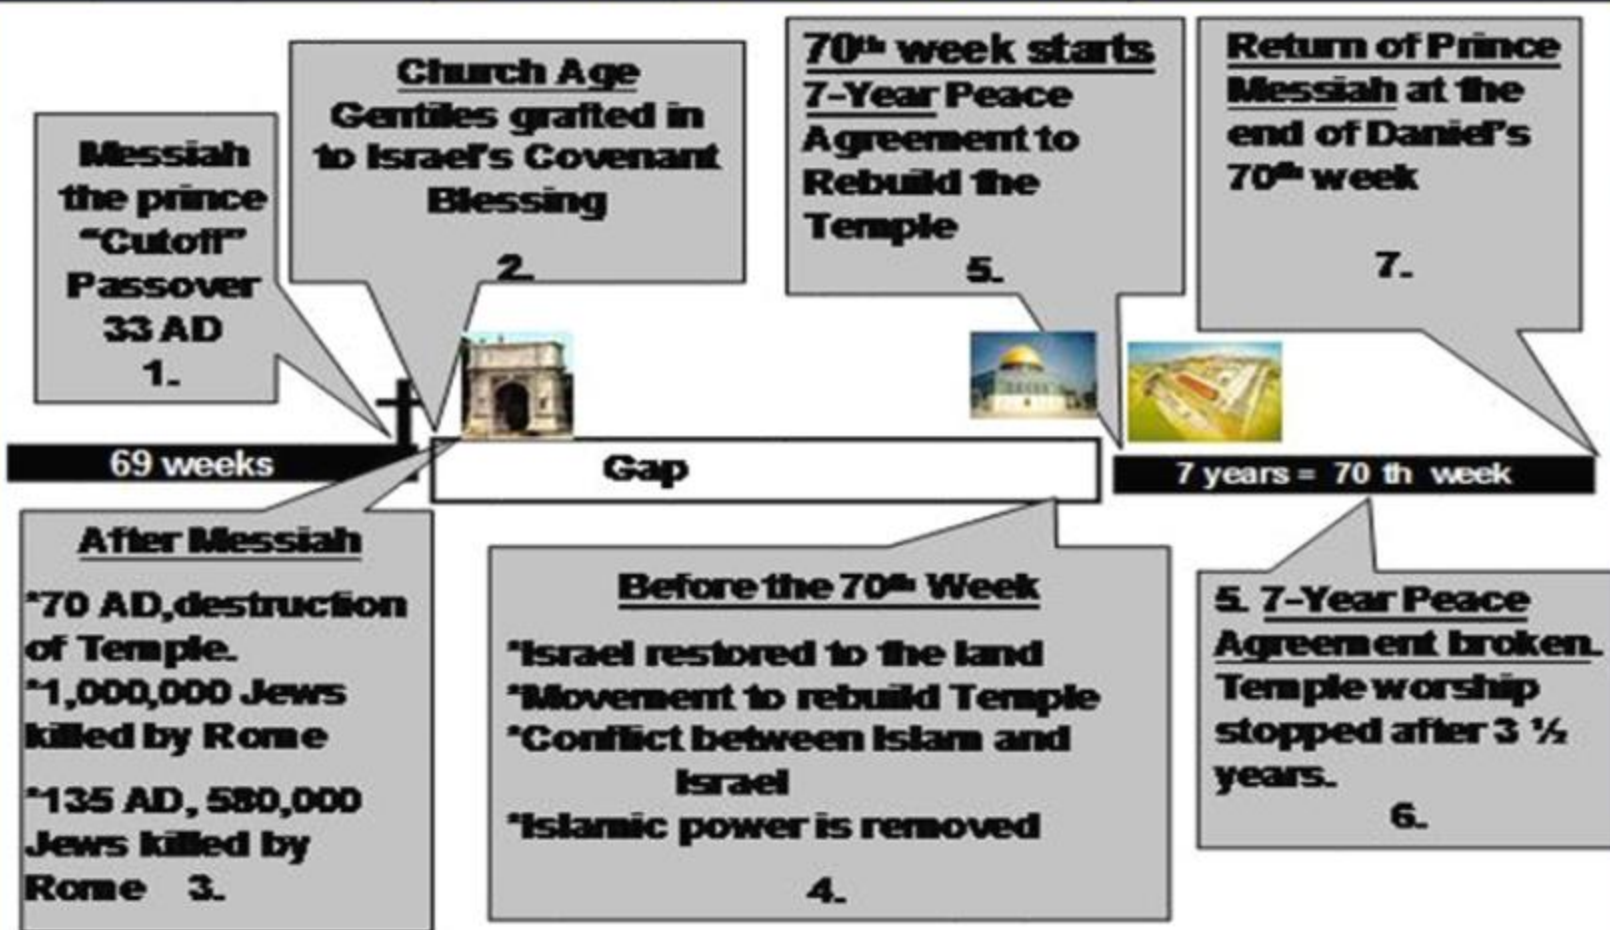 Messiah
the prince
"Cutoff"
Passover
33 AD
1.
Church Age
Gentiles grafted in
to Israel's Covenant
Blessing
2.
70th week starts
7-Year Peace
Agreement to
Rebuild the
Temple
5.
Return of Prince
Messiah at the
end of Daniel's
70th week
7.
69 weeks
Gap
7 years = 70 th week
After Messiah
*70 AD,destruction
of Temple.
*1,000,000 Jews
killed by Rome
*135 AD, 580,000
Jews killed by
Rome 3.
Before the 70th Week
*Israel restored to the land
*Movement to rebuild Temple
*Conflict between Islam and
Israel
*Islamic power is removed
4.
5. 7-Year Peace
Agreement broken.
Temple worship
stopped after 3 ½
years.
6.